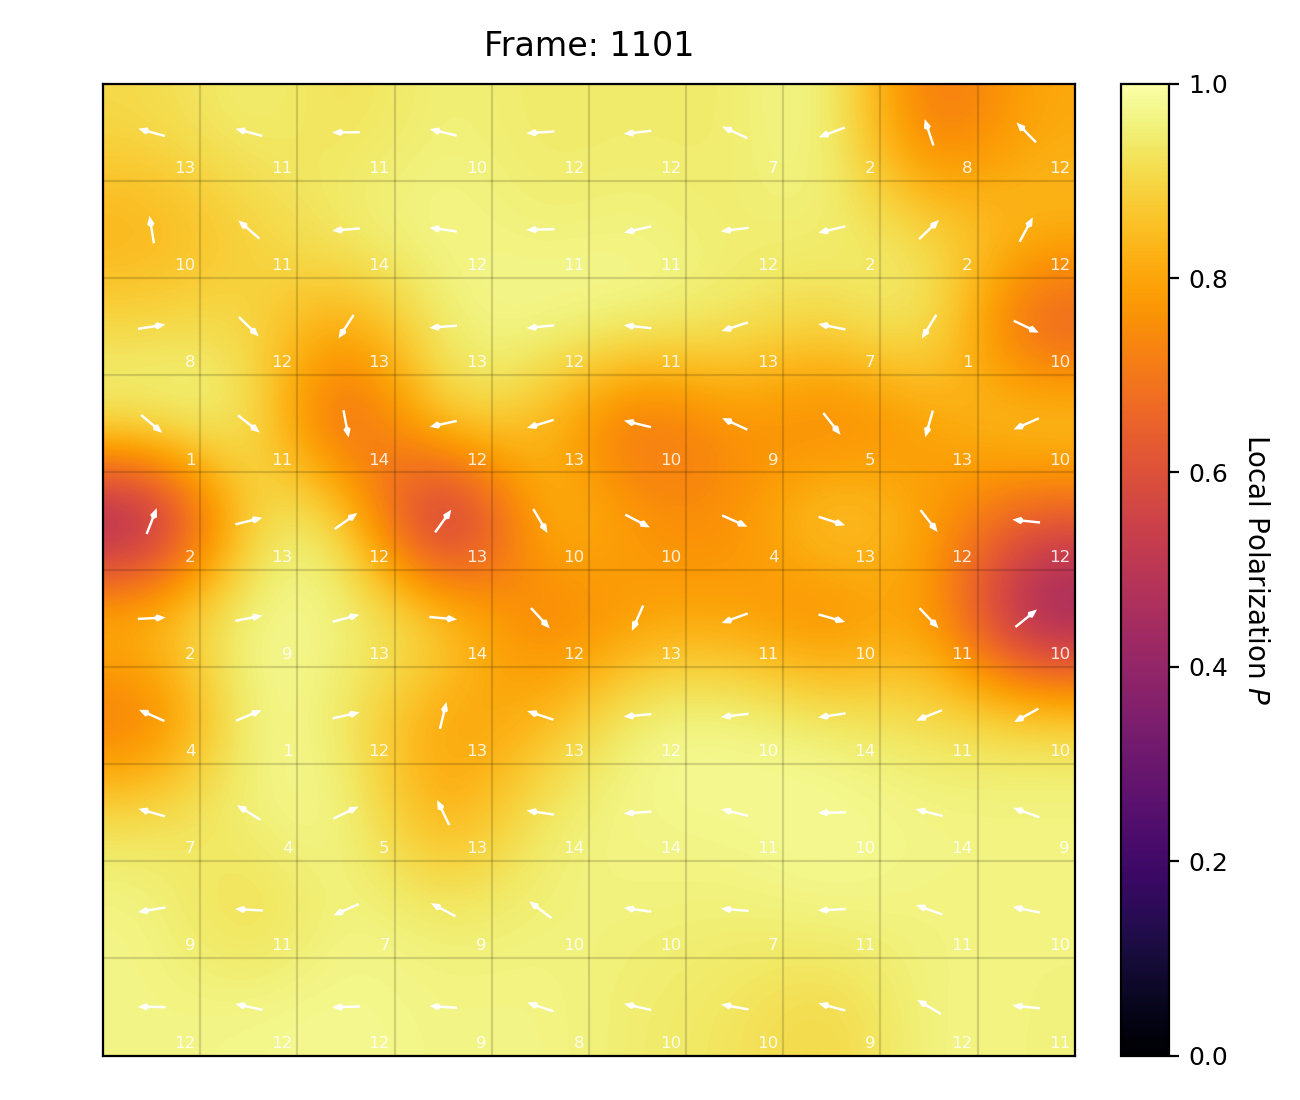 Frame: 1101
13 11 11 10 12 12 7 2 8 12
10 11 14 12 11 11 12 2 2 12
8 12 13 13 12 11 13 7 1 10
1 11 14 12 13 10 9 5 13 10
2 13 12 13 10 10 4 13 12 12
2 9 13 14 12 13 11 10 11 10
4 1 12 13 13 12 10 14 11 10
7 4 5 13 14 14 11 10 14 9
9 11 7 9 10 10 7 11 11 10
12 12 12 9 8 10 10 9 12 11
1.0
0.8
0.6
0.4
0.2
0.0
Local Polarization P